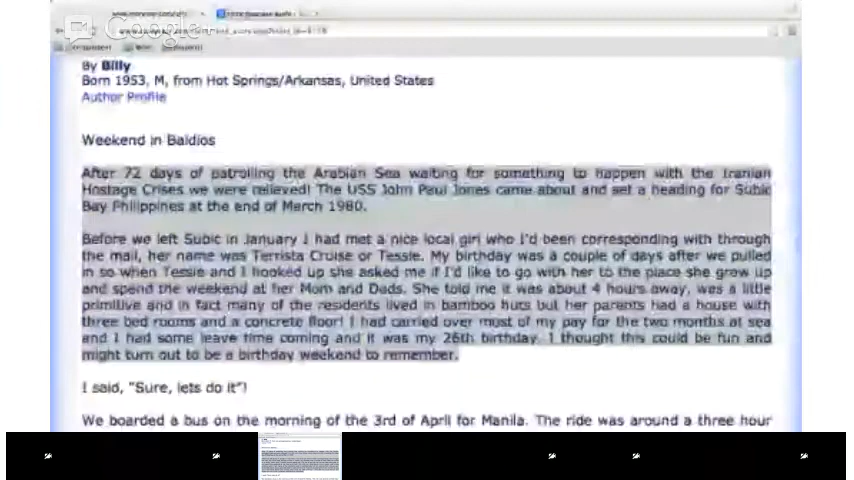 Google+
By Billy
Born 1953, M, from Hot Springs/Arkansas, United States
Author Profile
Weekend in Baldios
After 72 days of patrolling the Arabian Sea waiting for something to happen with the Iranian
Hostage Crises we were relieved! The USS John Paul Jones came about and set a heading for Subic
Bay Philippines at the end of March 1980.
Before we left Subic in January I had met a nice local girl who I'd been corresponding with through
the mail, her name was Terrista Cruise or Tessie. My birthday was a couple of days after we pulled
in so when Tessie and I hooked up she asked me if I'd like to go with her to the place she grew up
and spend the weekend at her Mom and Dads. She told me it was about 4 hours away, was a little
primitive and in fact many of the residents lived in bamboo huts but her parents had a house with
three bed rooms and a concrete floor! I had carried over most of my pay for the two months at sea
and I had some leave time coming and it was my 26th birthday. I thought this could be fun and
might turn out to be a birthday weekend to remember.
I said, "Sure, lets do it"!
We boarded a bus on the morning of the 3rd of April for Manila. The ride was around a three hour